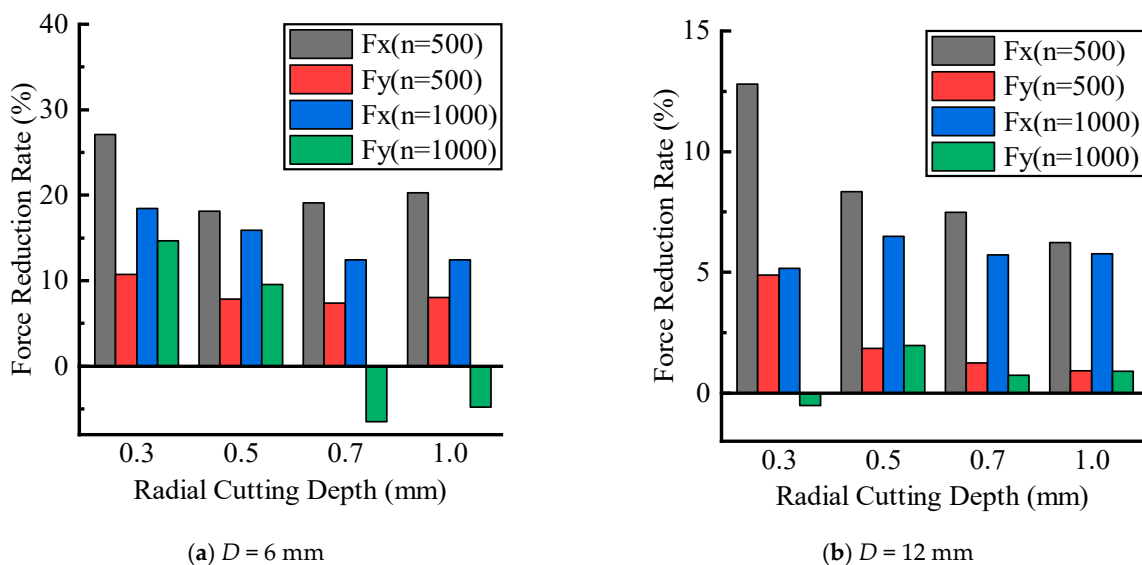 40
30
20
10
0
Force Reduction Rate (%)
Fx(n=500)
Fy(n=500)
Fx(n=1000)
Fy(n=1000)
0.3 0.5 0.7 1.0
Radial Cutting Depth (mm)
(a) D = 6 mm
15
10
5
0
Force Reduction Rate (%)
Fx(n=500)
Fy(n=500)
Fx(n=1000)
Fy(n=1000)
0.3 0.5 0.7 1.0
Radial Cutting Depth (mm)
(b) D = 12 mm